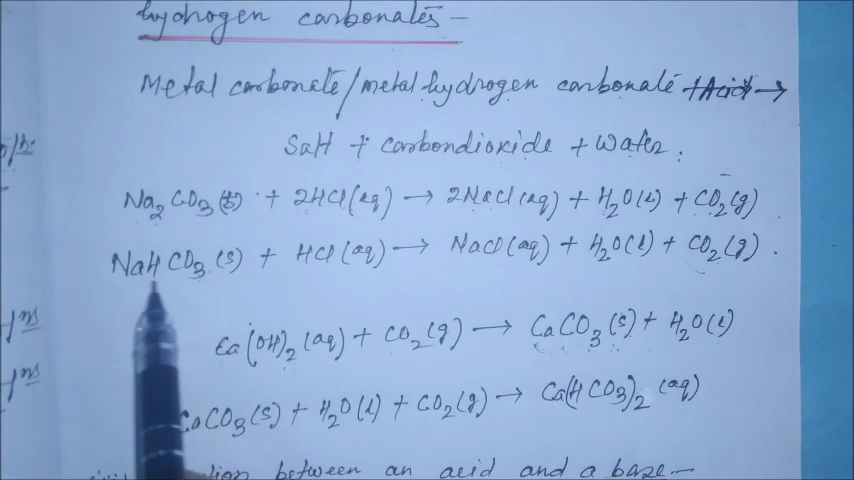 hydrogen carbonates -
Metal carbonate/metal hydrogen carbonate + Acid →
Salt + carbondioxide + Water.
Na₂CO₃(s) + 2HCl(aq) → 2NaCl(aq) + H₂O(l) + CO₂(g)
NaHCO₃(s) + HCl(aq) → NaCl(aq) + H₂O(l) + CO₂(g).
Ca(OH)₂(aq) + CO₂(g) → CaCO₃(s) + H₂O(l)
CaCO₃(s) + H₂O(l) + CO₂(g) → Ca(HCO₃)₂(aq)
between an acid and a base -